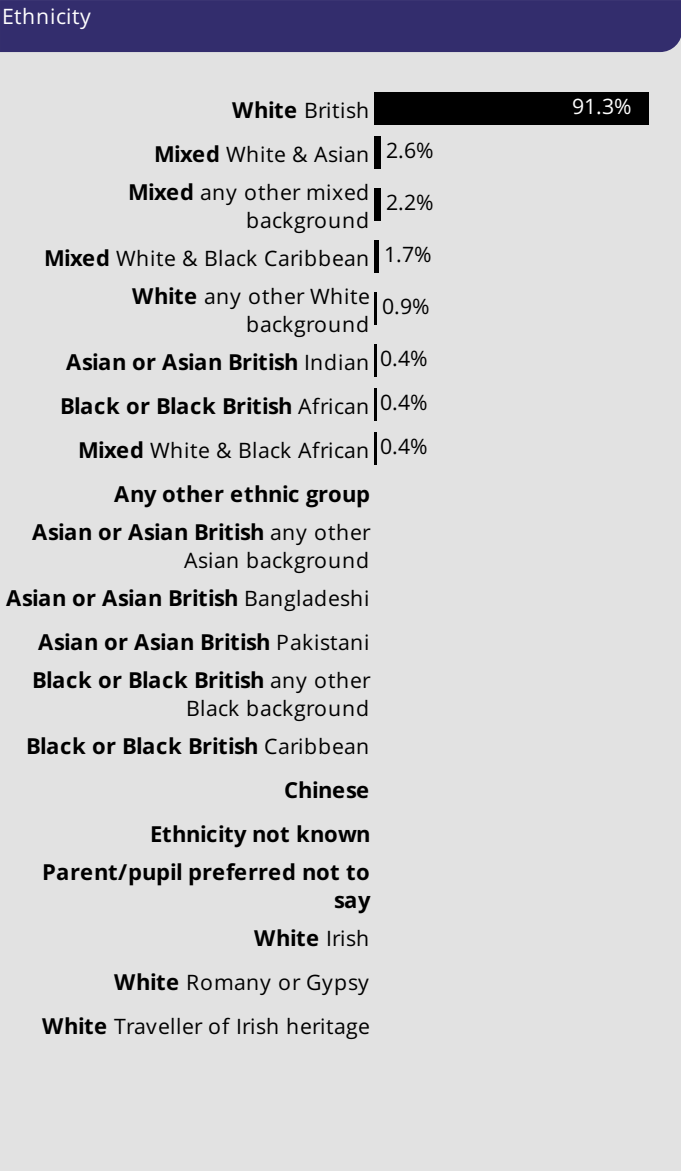 Ethnicity
White British 91.3%
Mixed White & Asian 2.6%
Mixed any other mixed
background 2.2%
Mixed White & Black Caribbean 1.7%
White any other White
background 0.9%
Asian or Asian British Indian 0.4%
Black or Black British African 0.4%
Mixed White & Black African 0.4%
Any other ethnic group
Asian or Asian British any other
Asian background
Asian or Asian British Bangladeshi
Asian or Asian British Pakistani
Black or Black British any other
Black background
Black or Black British Caribbean
Chinese
Ethnicity not known
Parent/pupil preferred not to
say
White Irish
White Romany or Gypsy
White Traveller of Irish heritage